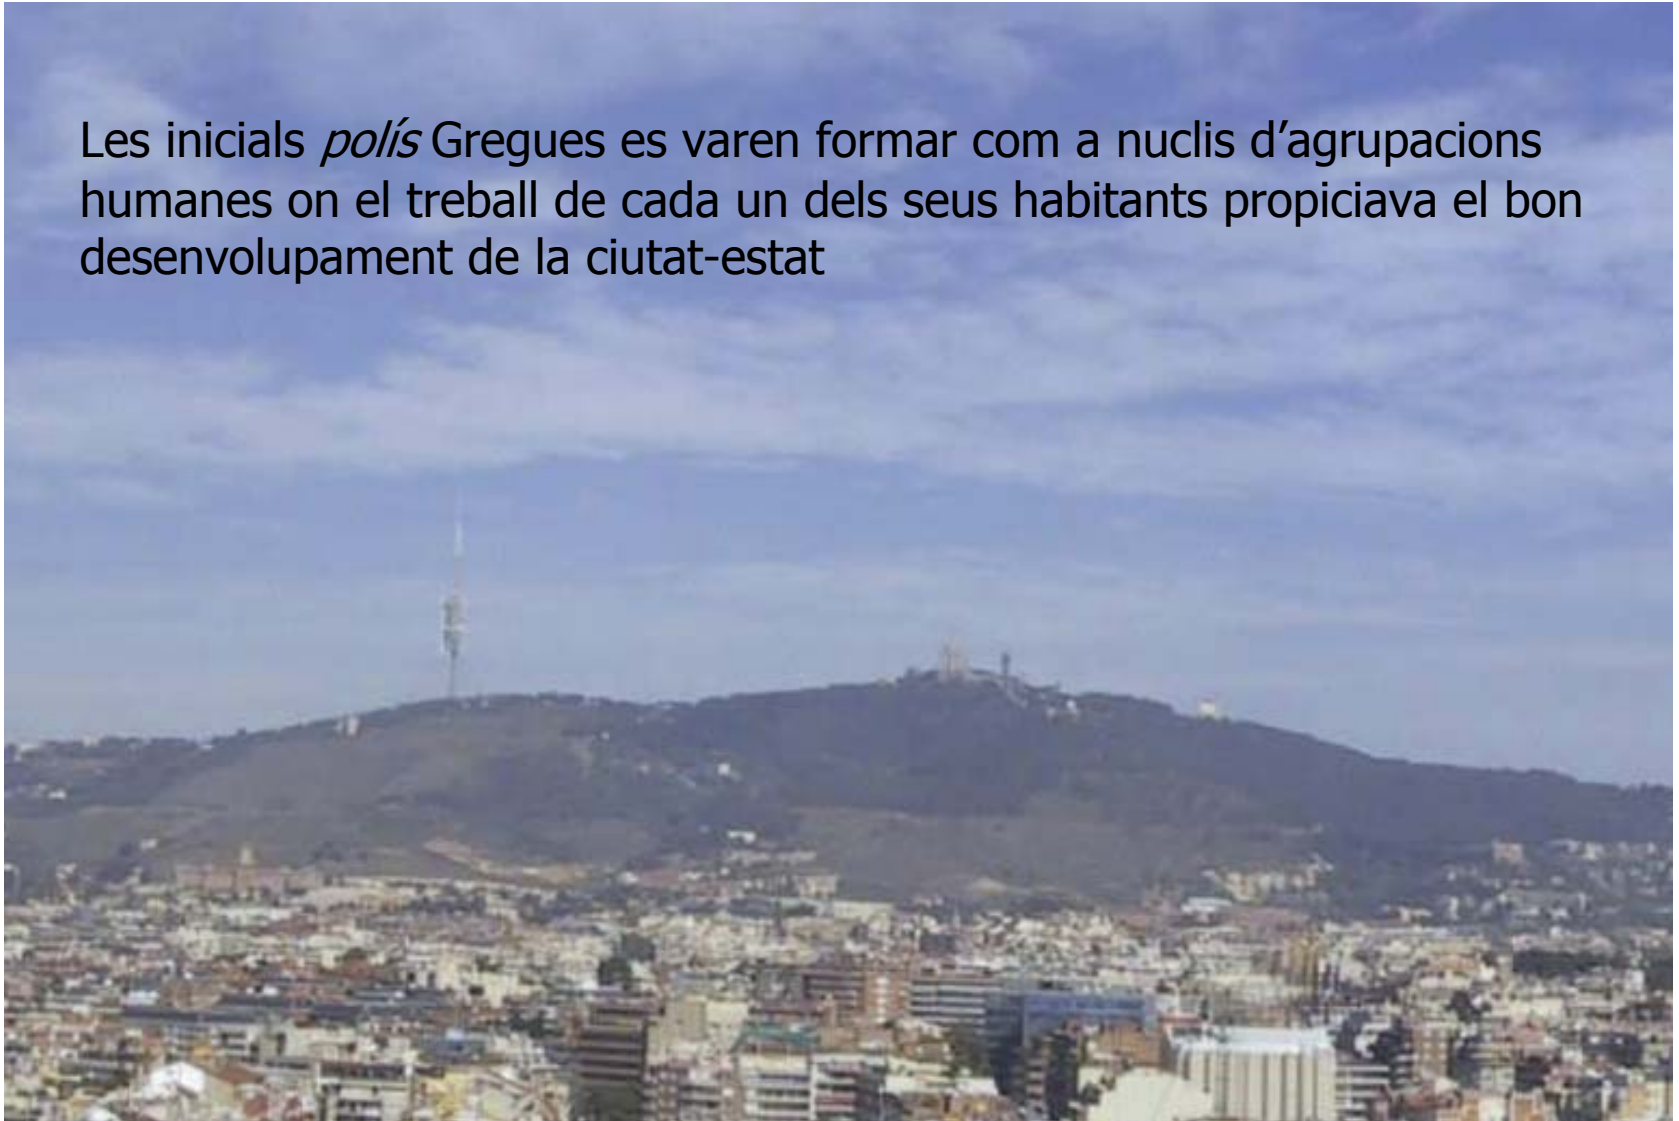 Les inicials polís Gregues es varen formar com a nuclis d’agrupacions
humanes on el treball de cada un dels seus habitants propiciava el bon
desenvolupament de la ciutat-estat